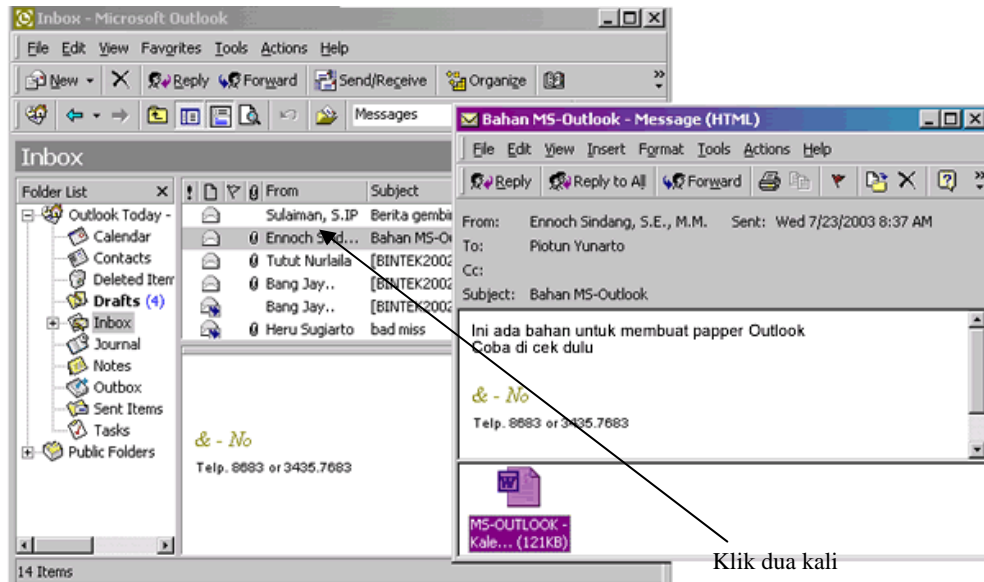 Inbox - Microsoft Outlook
File Edit View Favorites Tools Actions Help
New Reply Forward Send/Receive Organize
Messages
Inbox
Folder List
Outlook Today -
Calendar
Contacts
Deleted Item
Drafts (4)
Inbox
Journal
Notes
Outbox
Sent Items
Tasks
Public Folders
! From Subject
Sulaiman, S.IP Berita gembi
Ennoch Bahan MS-O
Tutut Nurlaila [BINTEK2002
Bang Jay.. [BINTEK2002
Bang Jay.. [BINTEK2002
Heru Sugiarto bad miss
& - No
Telp. 8683 or 3435.7683
14 Items
Bahan MS-Outlook - Message (HTML)
File Edit View Insert Format Tools Actions Help
Reply Reply to All Forward
From: Ennoch Sindang, S.E., M.M. Sent: Wed 7/23/2003 8:37 AM
To: Piotun Yunarto
Cc:
Subject: Bahan MS-Outlook
Ini ada bahan untuk membuat papper Outlook
Coba di cek dulu
& - No
Telp. 8683 or 3435.7683
MS-OUTLOOK -
Kale... (121KB)
Klik dua kali